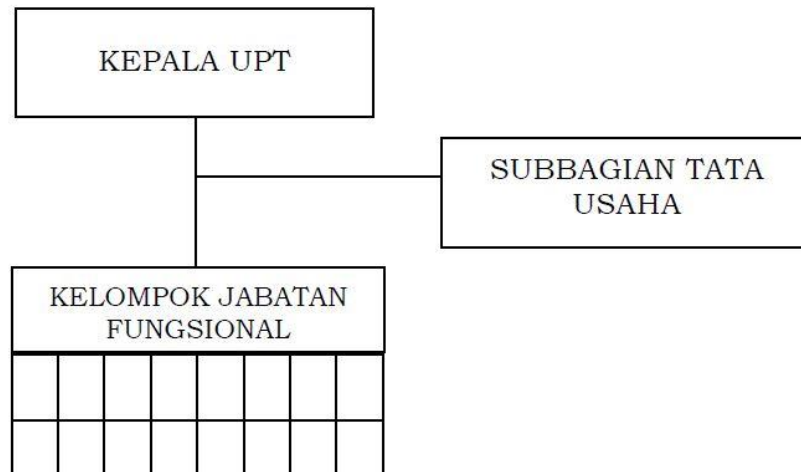 KEPALA UPT
SUBBAGIAN TATA
USAHA
KELOMPOK JABATAN
FUNGSIONAL